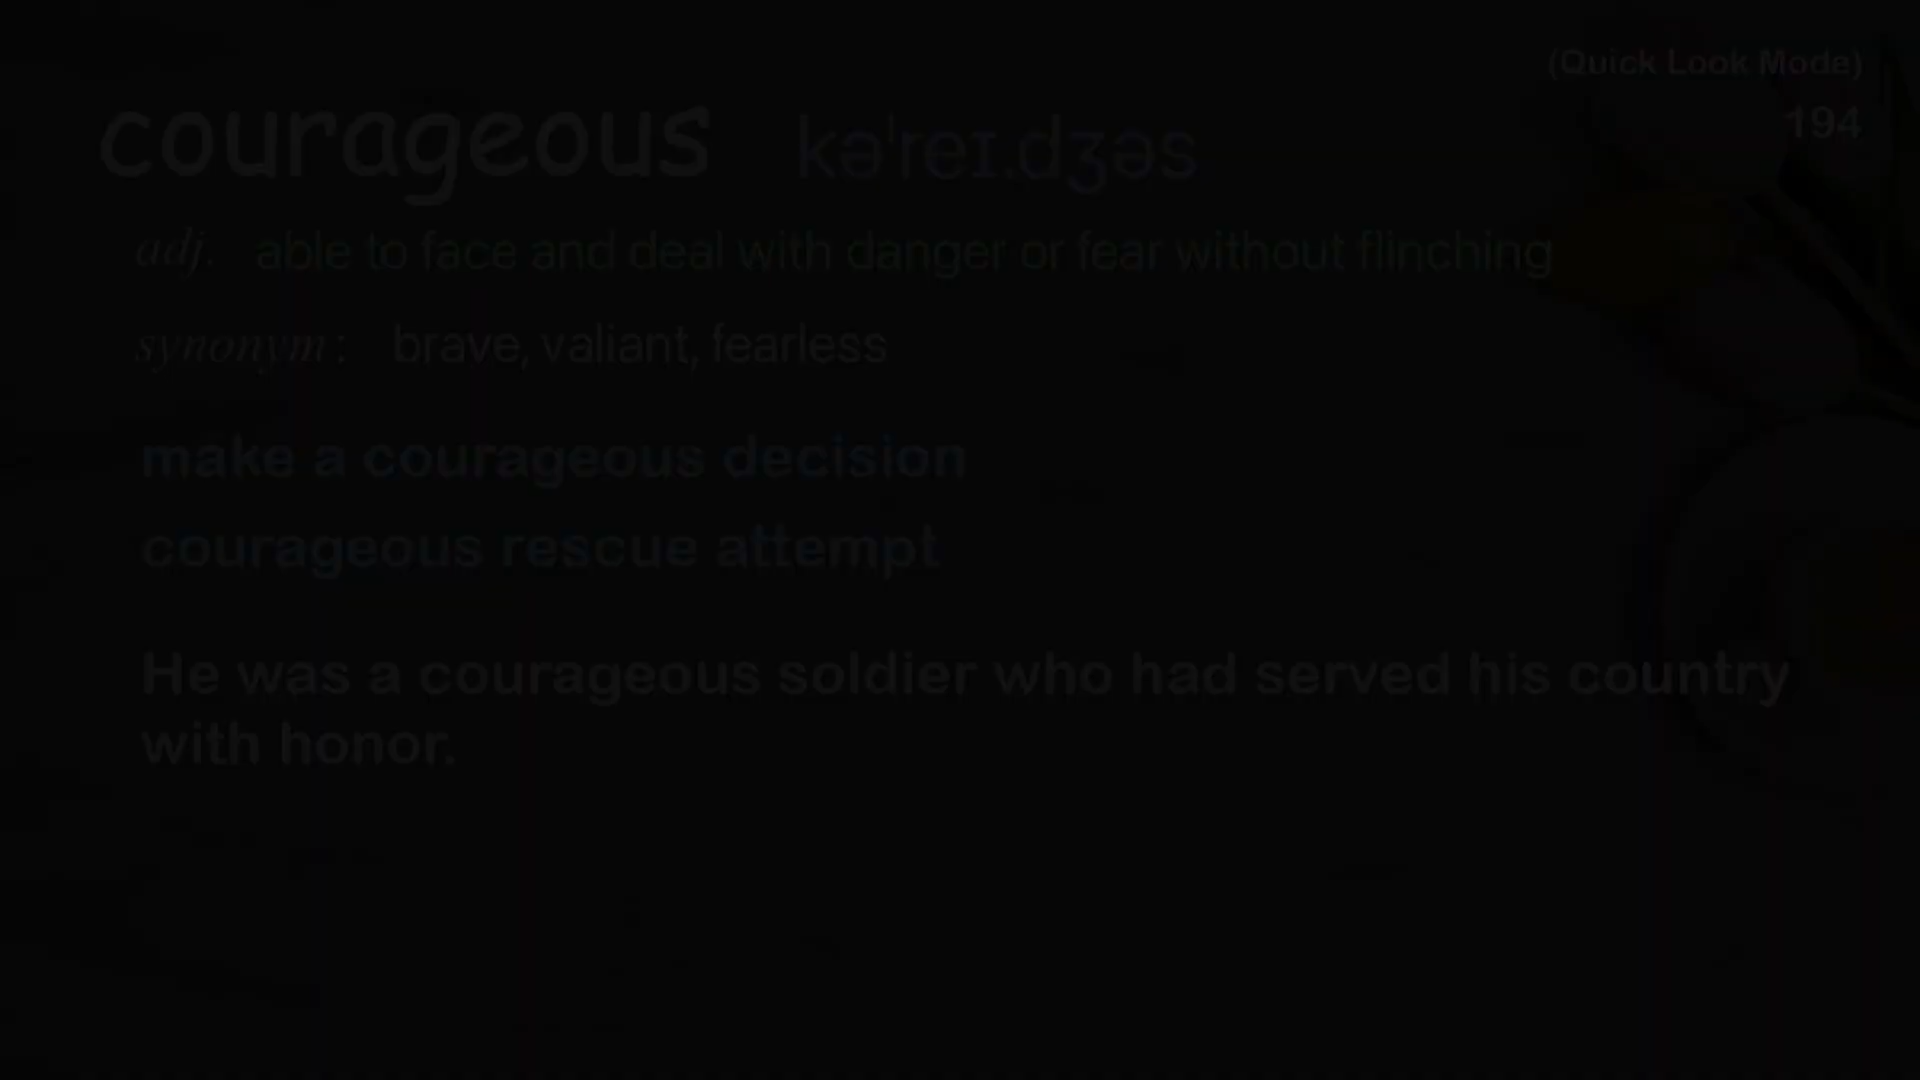 (Quick Look Mode)
194
courageous kəˈreɪ.dʒəs
adj. able to face and deal with danger or fear without flinching
synonym: brave, valiant, fearless
make a courageous decision
courageous rescue attempt
He was a courageous soldier who had served his country
with honor.